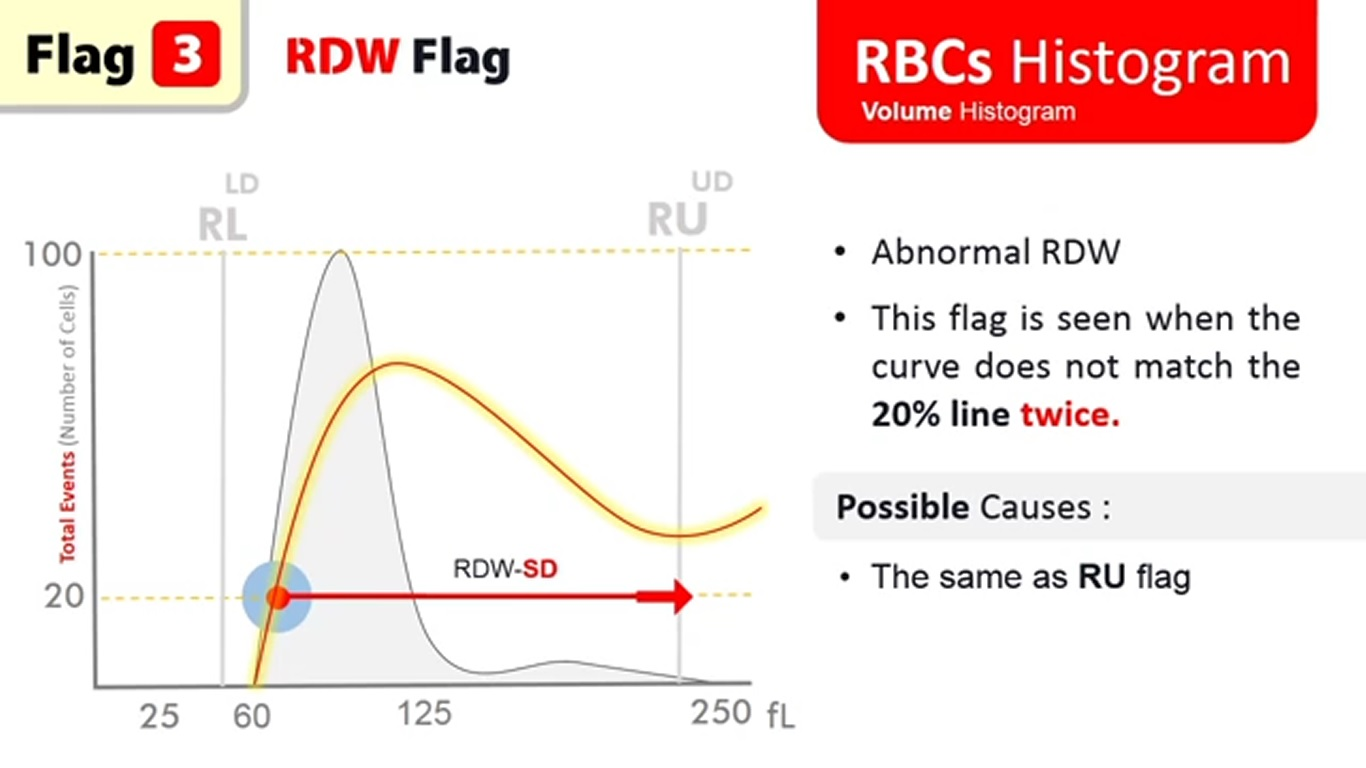 Flag 3
RDW Flag
RBCs Histogram
Volume Histogram
LD
RL
UD
RU
100
Total Events (Number of Cells)
20
RDW-SD
25 60 125 250 fL
• Abnormal RDW
• This flag is seen when the
curve does not match the
20% line twice.
Possible Causes :
• The same as RU flag